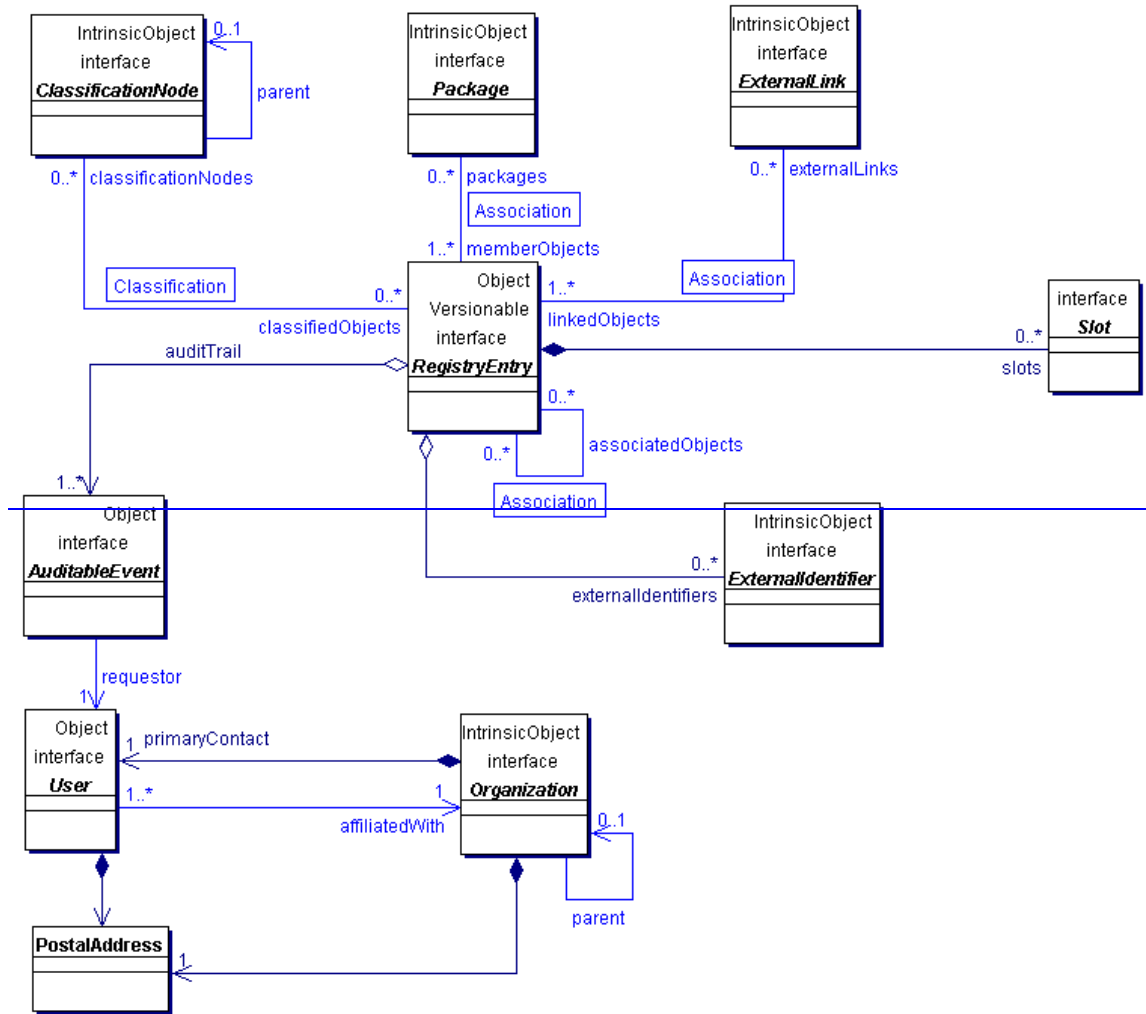 IntrinsicObject
interface
ClassificationNode
0..1
parent
IntrinsicObject
interface
Package
IntrinsicObject
interface
ExternalLink
0..*
classificationNodes
0..*
packages
0..*
externalLinks
Association
1..*
memberObjects
Classification
0..*
classifiedObjects
Object
Versionable
interface
RegistryEntry
Association
1..*
linkedObjects
interface
Slot
0..*
slots
auditTrail
0..*
associatedObjects
0..*
Association
1..*
Object
interface
AuditableEvent
IntrinsicObject
interface
ExternalIdentifier
0..*
externalIdentifiers
requestor
1
Object
interface
User
1
primaryContact
IntrinsicObject
interface
Organization
1..*
1
affiliatedWith
0..1
parent
PostalAddress
1